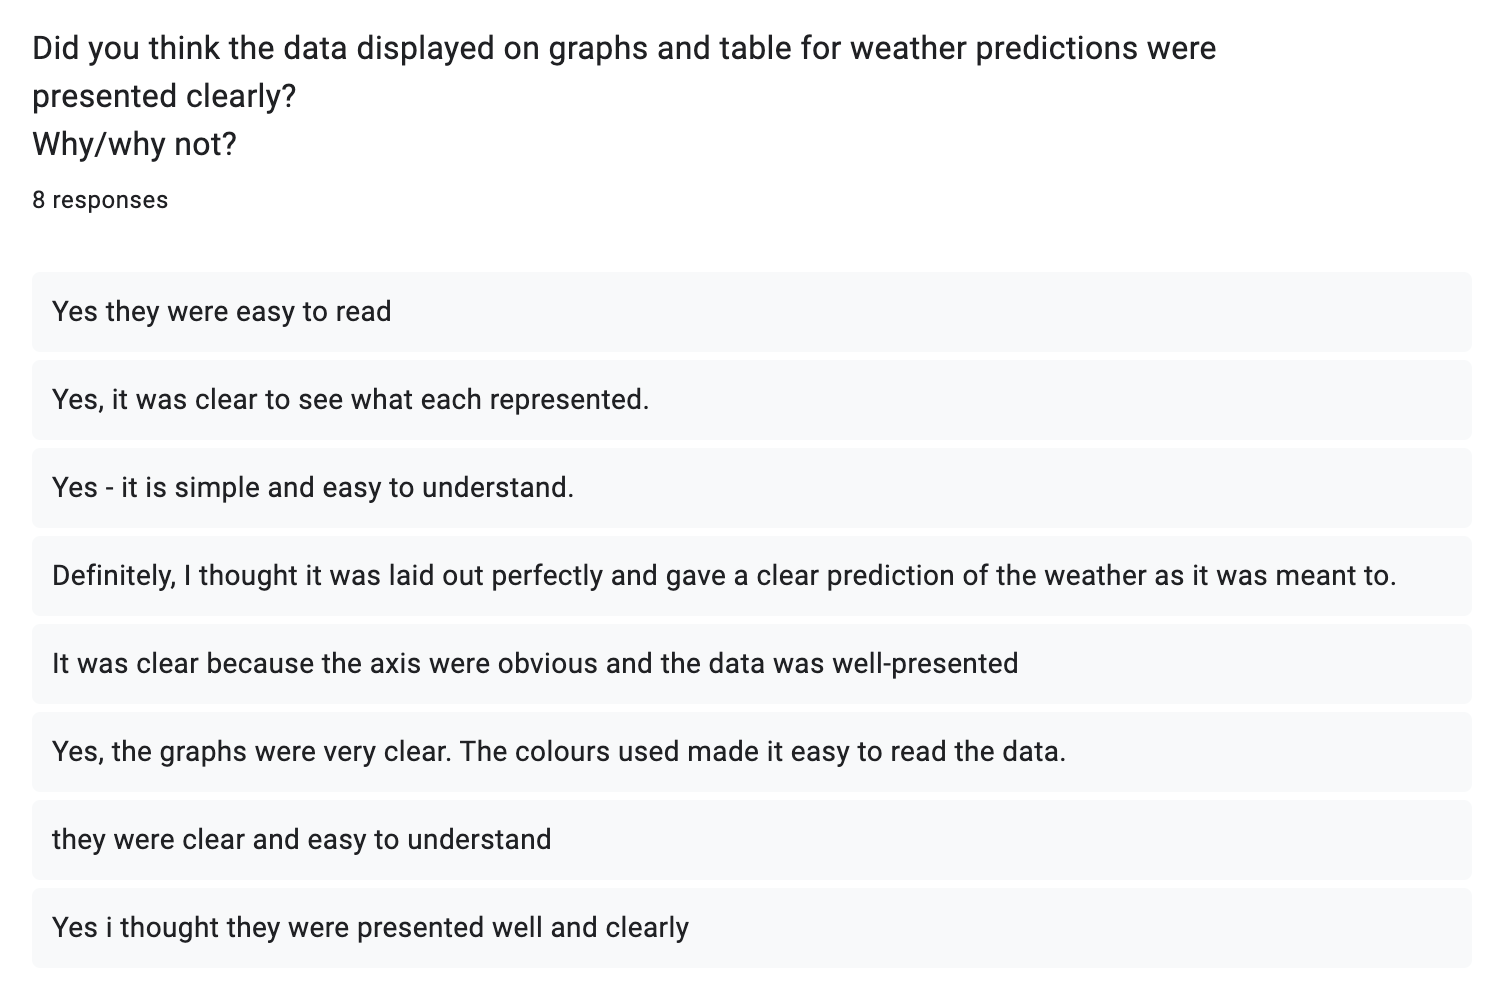 Did you think the data displayed on graphs and table for weather predictions were
presented clearly?
Why/why not?
8 responses
Yes they were easy to read
Yes, it was clear to see what each represented.
Yes - it is simple and easy to understand.
Definitely, I thought it was laid out perfectly and gave a clear prediction of the weather as it was meant to.
It was clear because the axis were obvious and the data was well-presented
Yes, the graphs were very clear. The colours used made it easy to read the data.
they were clear and easy to understand
Yes i thought they were presented well and clearly